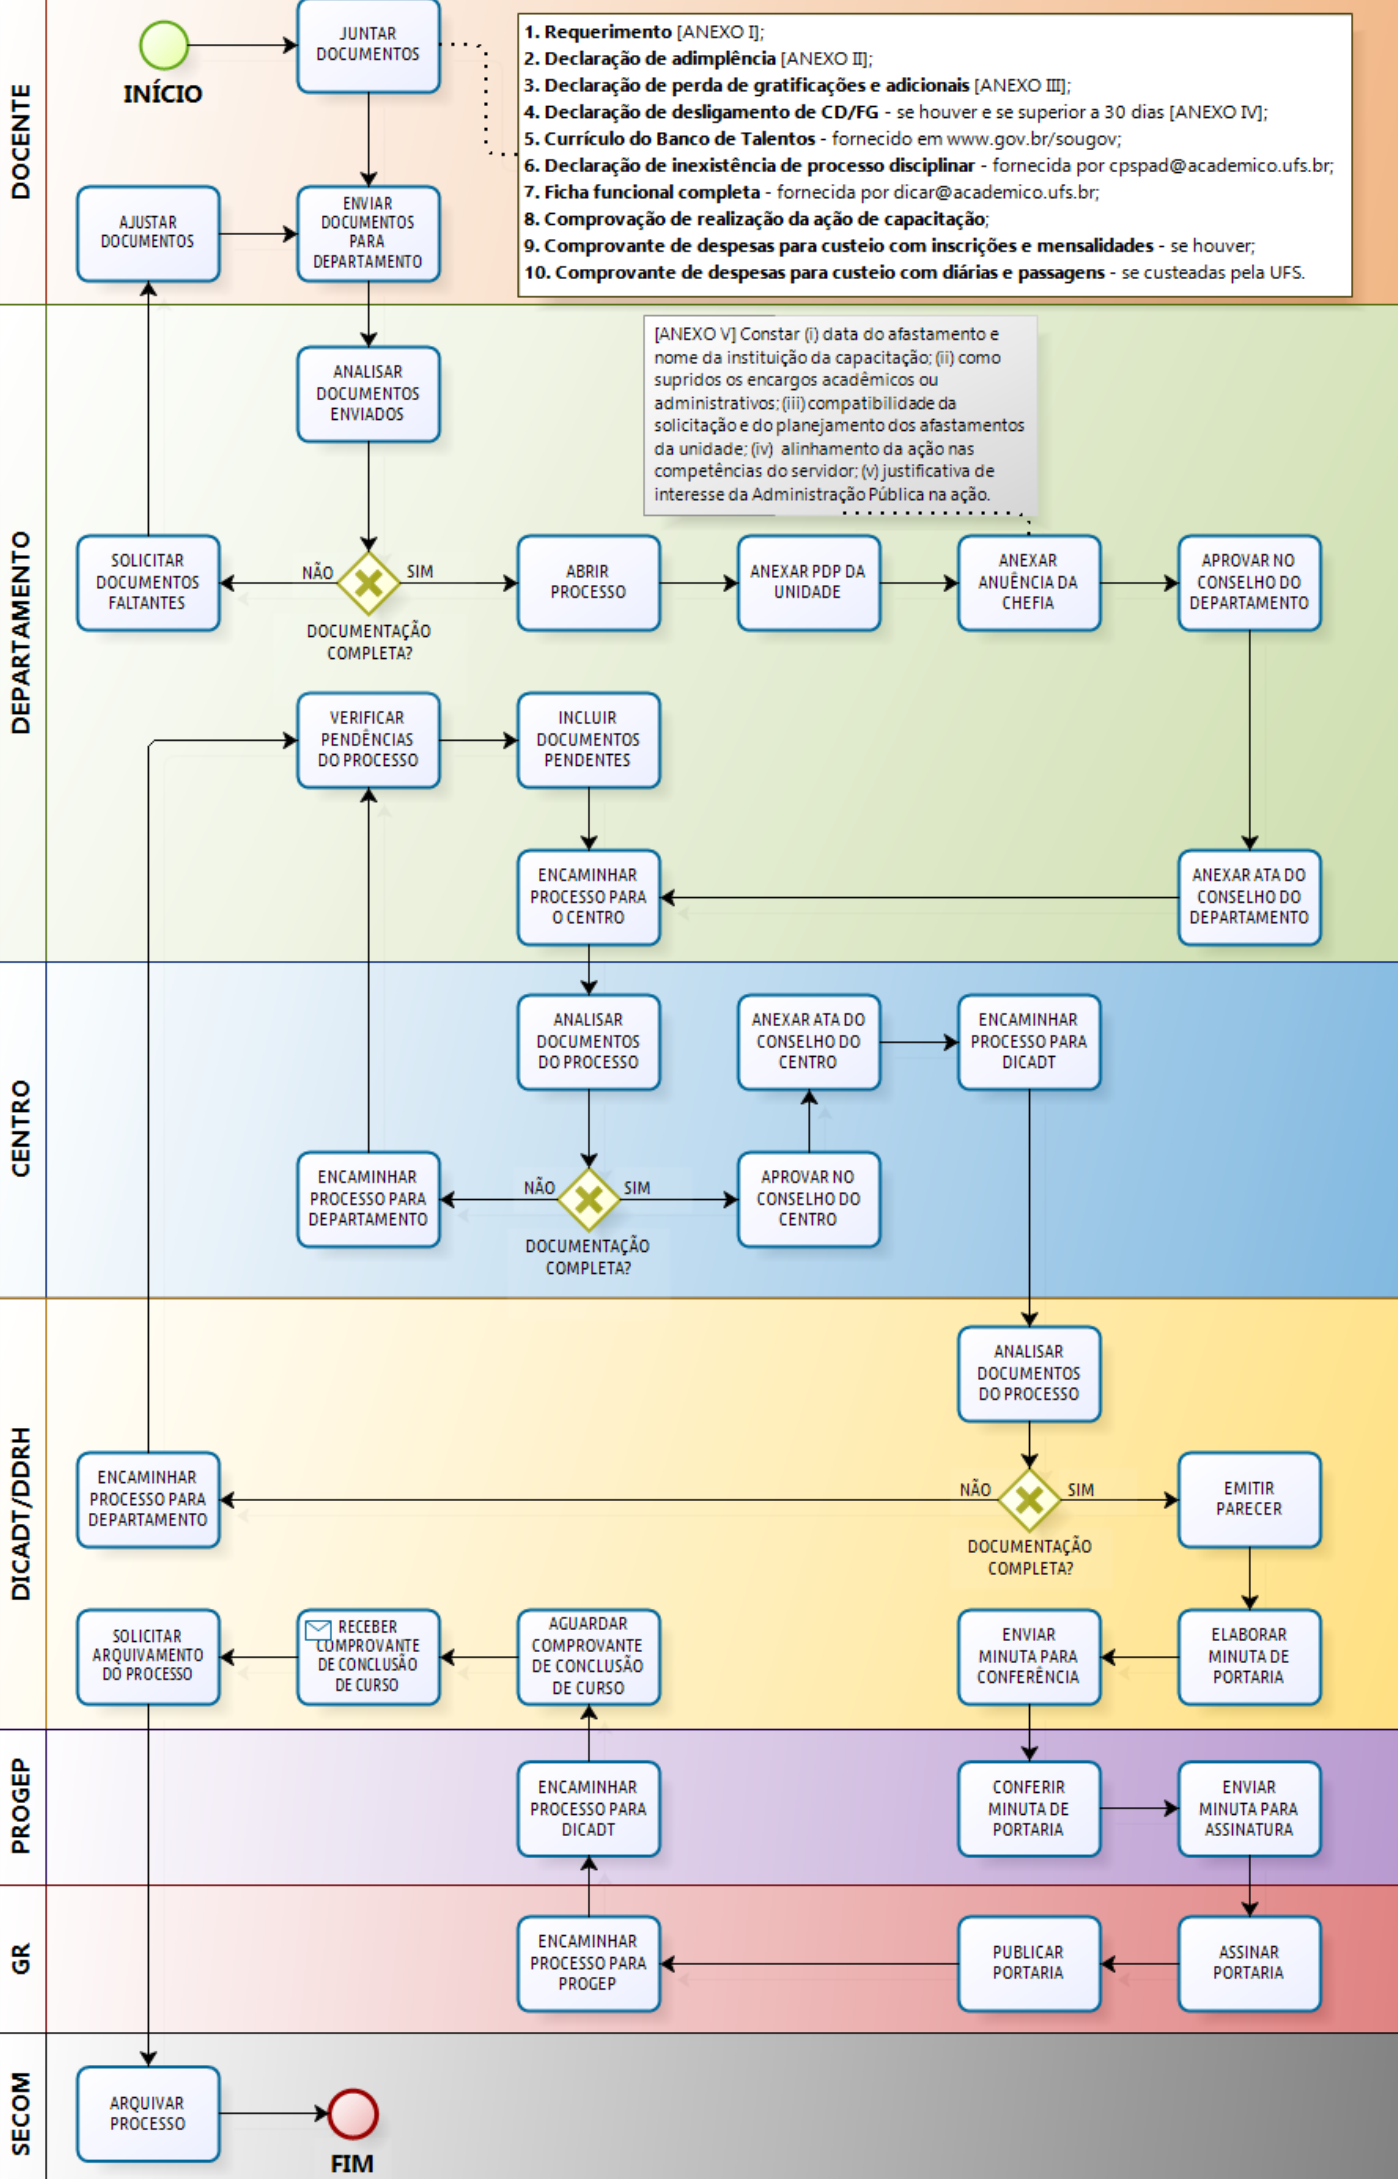 DOCENTE
INÍCIO
JUNTAR
DOCUMENTOS
1. Requerimento [ANEXO I];
2. Declaração de adimplência [ANEXO II];
3. Declaração de perda de gratificações e adicionais [ANEXO III];
4. Declaração de desligamento de CD/FG - se houver e se superior a 30 dias [ANEXO IV];
5. Currículo do Banco de Talentos - fornecido em www.gov.br/sougov;
6. Declaração de inexistência de processo disciplinar - fornecida por cpspad@academico.ufs.br;
7. Ficha funcional completa - fornecida por dicar@academico.ufs.br;
8. Comprovação de realização da ação de capacitação;
9. Comprovante de despesas para custeio com inscrições e mensalidades - se houver;
10. Comprovante de despesas para custeio com diárias e passagens - se custeadas pela UFS.
AJUSTAR
DOCUMENTOS
ENVIAR
DOCUMENTOS
PARA
DEPARTAMENTO
DEPARTAMENTO
ANALISAR
DOCUMENTOS
ENVIADOS
[ANEXO V] Constar (i) data do afastamento e
nome da instituição da capacitação; (ii) como
supridos os encargos acadêmicos ou
administrativos; (iii) compatibilidade da
solicitação e do planejamento dos afastamentos
da unidade; (iv) alinhamento da ação nas
competências do servidor; (v) justificativa de
interesse da Administração Pública na ação.
SOLICITAR
DOCUMENTOS
FALTANTES
NÃO
SIM
DOCUMENTAÇÃO
COMPLETA?
ABRIR
PROCESSO
ANEXAR PDP DA
UNIDADE
ANEXAR
ANUÊNCIA DA
CHEFIA
APROVAR NO
CONSELHO DO
DEPARTAMENTO
VERIFICAR
PENDÊNCIAS
DO PROCESSO
INCLUIR
DOCUMENTOS
PENDENTES
ENCAMINHAR
PROCESSO PARA
O CENTRO
ANEXAR ATA DO
CONSELHO DO
DEPARTAMENTO
CENTRO
ANALISAR
DOCUMENTOS
DO PROCESSO
ANEXAR ATA DO
CONSELHO DO
CENTRO
ENCAMINHAR
PROCESSO PARA
DICADT
ENCAMINHAR
PROCESSO PARA
DEPARTAMENTO
NÃO
SIM
DOCUMENTAÇÃO
COMPLETA?
APROVAR NO
CONSELHO DO
CENTRO
DICADT/DDRH
ANALISAR
DOCUMENTOS
DO PROCESSO
ENCAMINHAR
PROCESSO PARA
DEPARTAMENTO
NÃO
SIM
DOCUMENTAÇÃO
COMPLETA?
EMITIR
PARECER
SOLICITAR
ARQUIVAMENTO
DO PROCESSO
RECEBER
COMPROVANTE
DE CONCLUSÃO
DE CURSO
AGUARDAR
COMPROVANTE
DE CONCLUSÃO
DE CURSO
ENVIAR
MINUTA PARA
CONFERÊNCIA
ELABORAR
MINUTA DE
PORTARIA
PROGEP
ENCAMINHAR
PROCESSO PARA
DICADT
CONFERIR
MINUTA DE
PORTARIA
ENVIAR
MINUTA PARA
ASSINATURA
GR
ENCAMINHAR
PROCESSO PARA
PROGEP
PUBLICAR
PORTARIA
ASSINAR
PORTARIA
SECOM
ARQUIVAR
PROCESSO
FIM